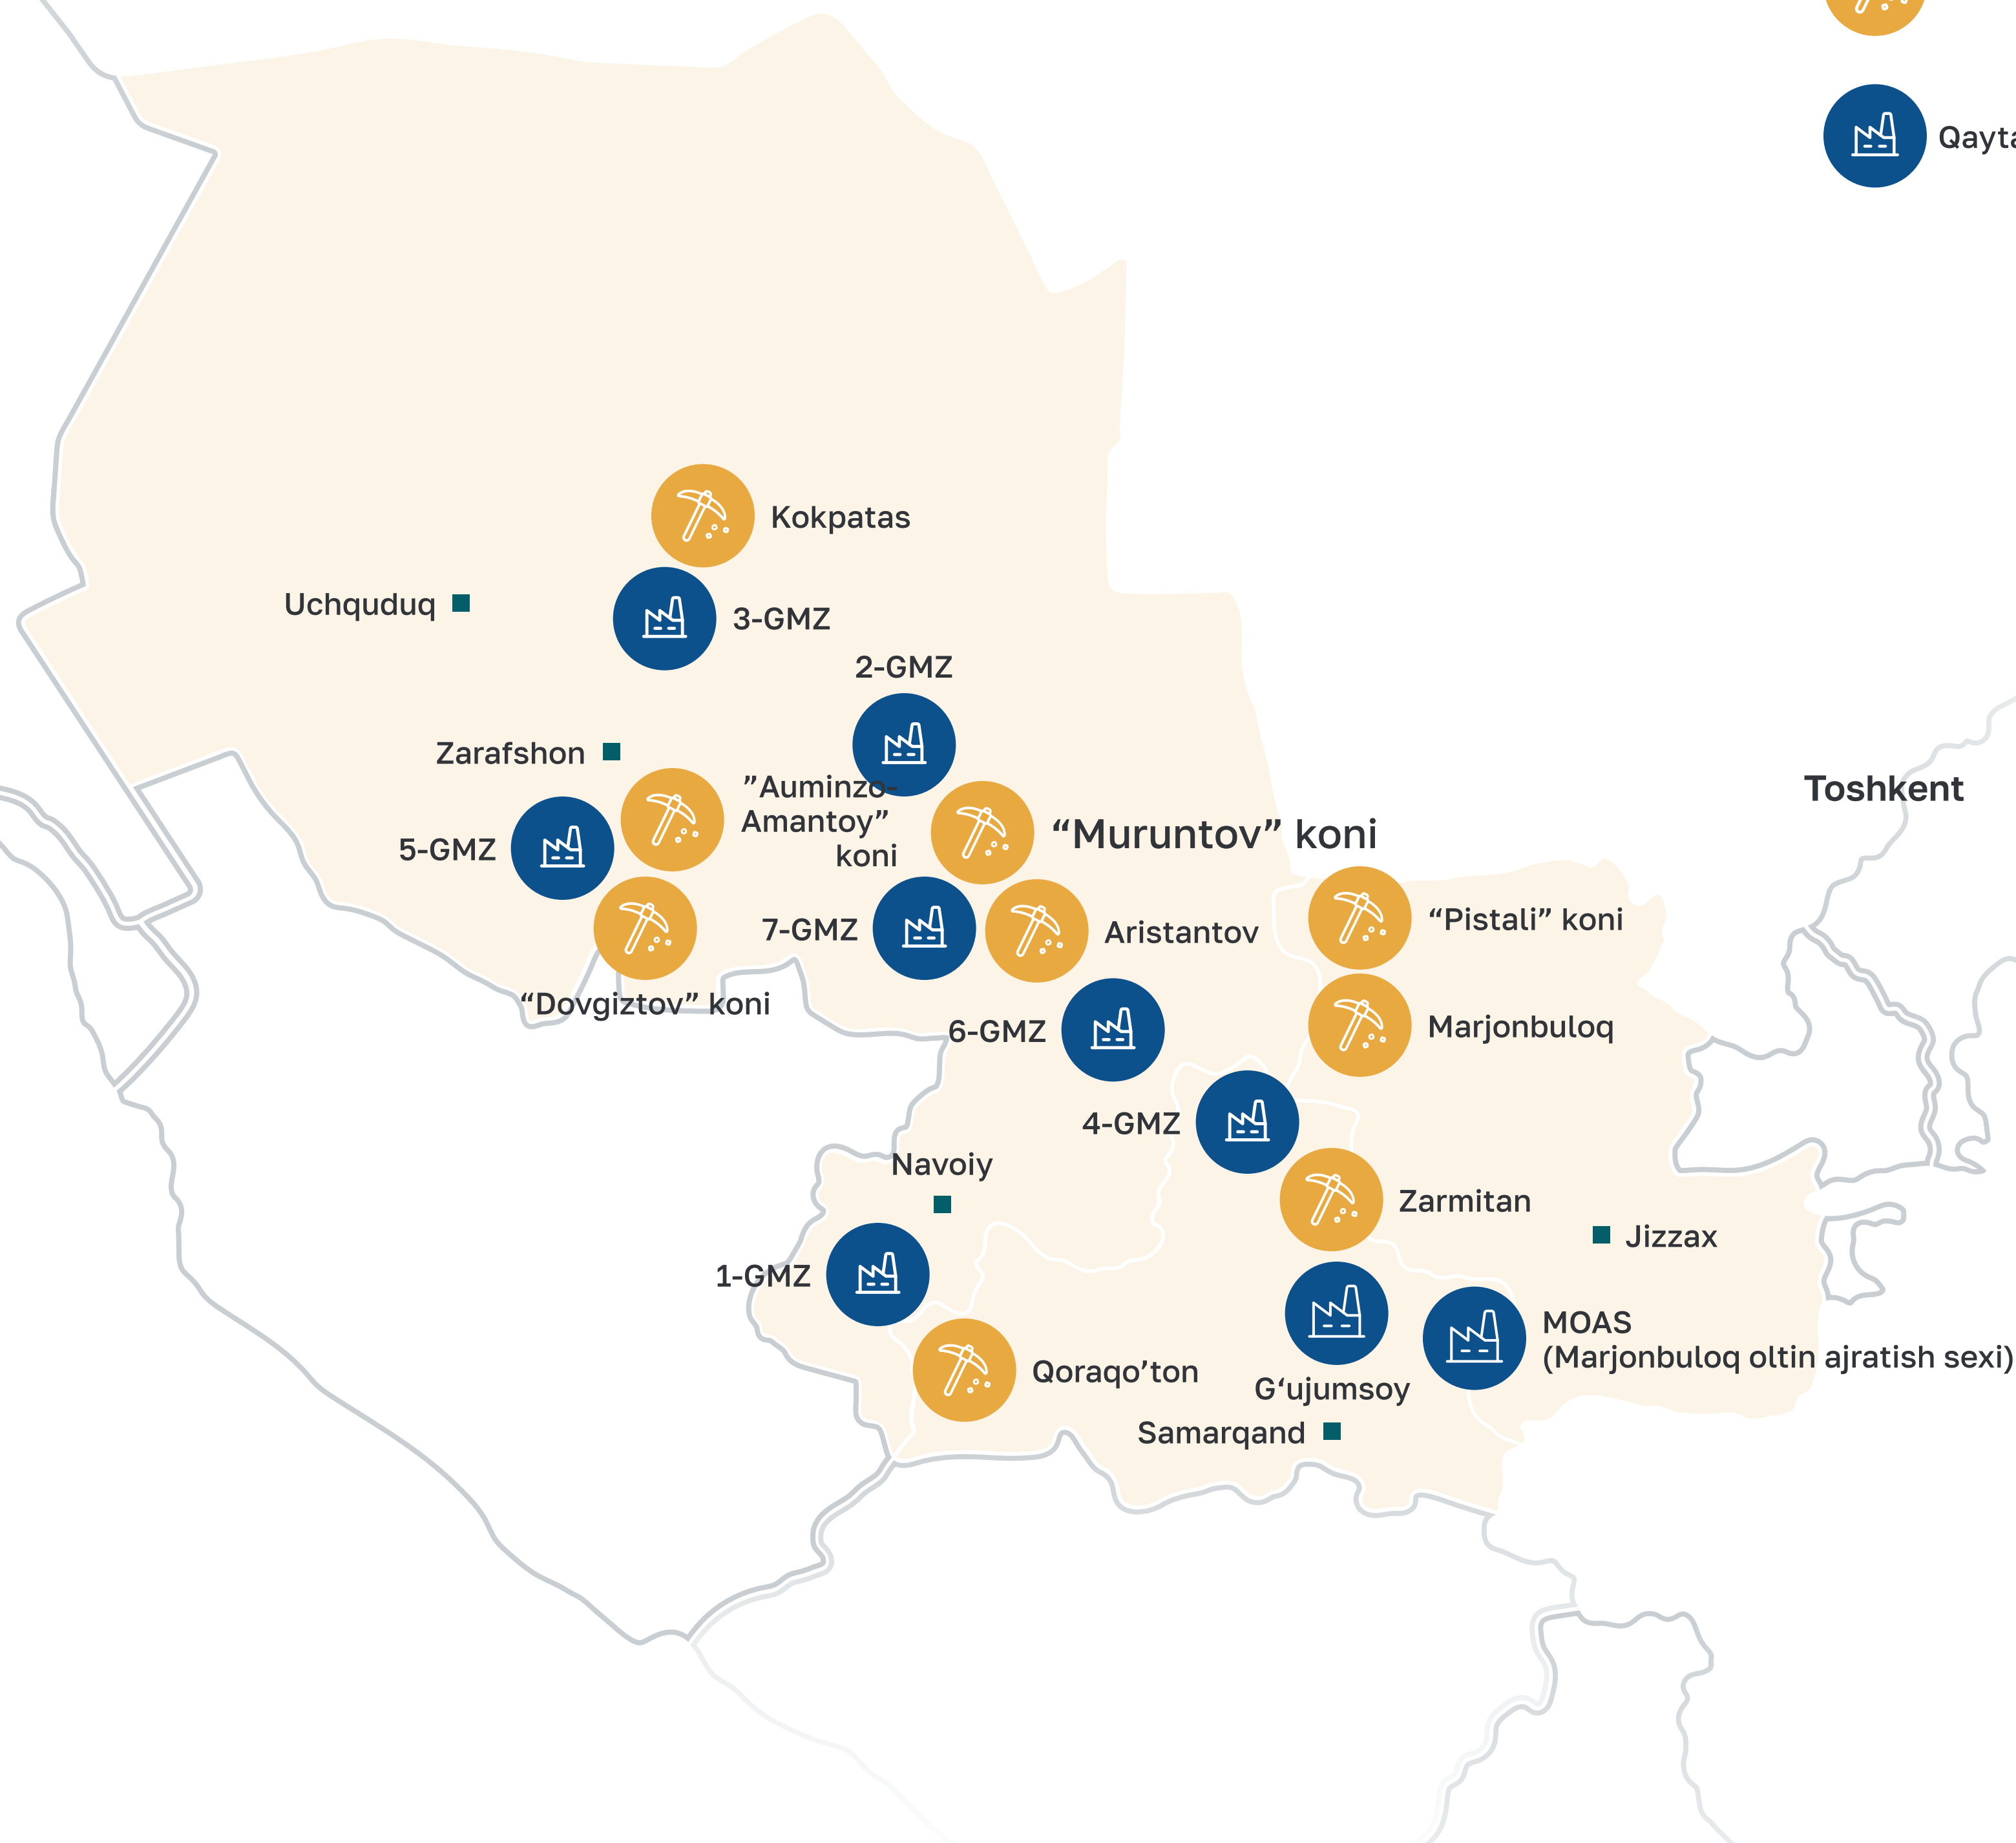 Kokpatas
Uchquduq
3-GMZ
2-GMZ
Zarafshon
”Auminzo-
Amantoy”
koni
Toshkent
“Muruntov” koni
5-GMZ
“Pistali” koni
7-GMZ
Aristantov
“Dovgiztov” koni
Marjonbuloq
6-GMZ
4-GMZ
Navoiy
Zarmitan
Jizzax
1-GMZ
MOAS
(Marjonbuloq oltin ajratish sexi)
Qoraqo’ton
G‘ujumsoy
Samarqand